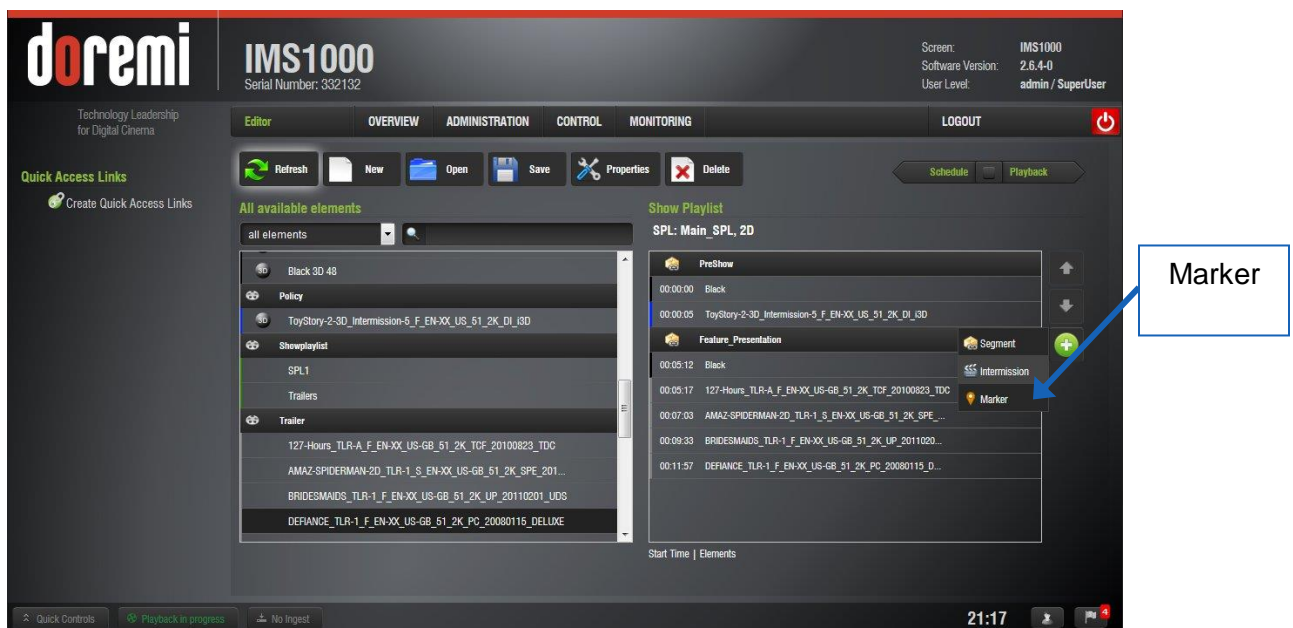 doremi
Technology Leadership
for Digital Cinema
IMS1000
Serial Number: 332132
Screen: IMS1000
Software Version: 2.6.4-0
User Level: admin / SuperUser
Editor OVERVIEW ADMINISTRATION CONTROL MONITORING LOGOUT
Quick Access Links
Create Quick Access Links
Refresh New Open Save Properties Delete Schedule Playback
All available elements
all elements
3D Black 3D 48
Policy
3D ToyStory-2-3D_Intermission-5_F_EN-XX_US_51_2K_DI_i3D
Showplaylist
SPL1
Trailers
Trailer
127-Hours_TLR-A_F_EN-XX_US-GB_51_2K_TCF_20100823_TDC
AMAZ-SPIDERMAN-2D_TLR-1_S_EN-XX_US-GB_51_2K_SPE_201...
BRIDESMAIDS_TLR-1_F_EN-XX_US-GB_51_2K_UP_20110201_UDS
DEFIANCE_TLR-1_F_EN-XX_US-GB_51_2K_PC_20080115_DELUXE
Show Playlist
SPL: Main_SPL, 2D
PreShow
00:00:00 Black
00:00:05 ToyStory-2-3D_Intermission-5_F_EN-XX_US_51_2K_DI_i3D
Feature_Presentation
00:05:12 Black
00:05:17 127-Hours_TLR-A_F_EN-XX_US-GB_51_2K_TCF_20100823_TDC
00:07:03 AMAZ-SPIDERMAN-2D_TLR-1_S_EN-XX_US-GB_51_2K_SPE_...
00:09:33 BRIDESMAIDS_TLR-1_F_EN-XX_US-GB_51_2K_UP_2011020...
00:11:57 DEFIANCE_TLR-1_F_EN-XX_US-GB_51_2K_PC_20080115_D...
Segment
Intermission
Marker
Start Time | Elements
Marker
Quick Controls Playback in progress No Ingest 21:17 4